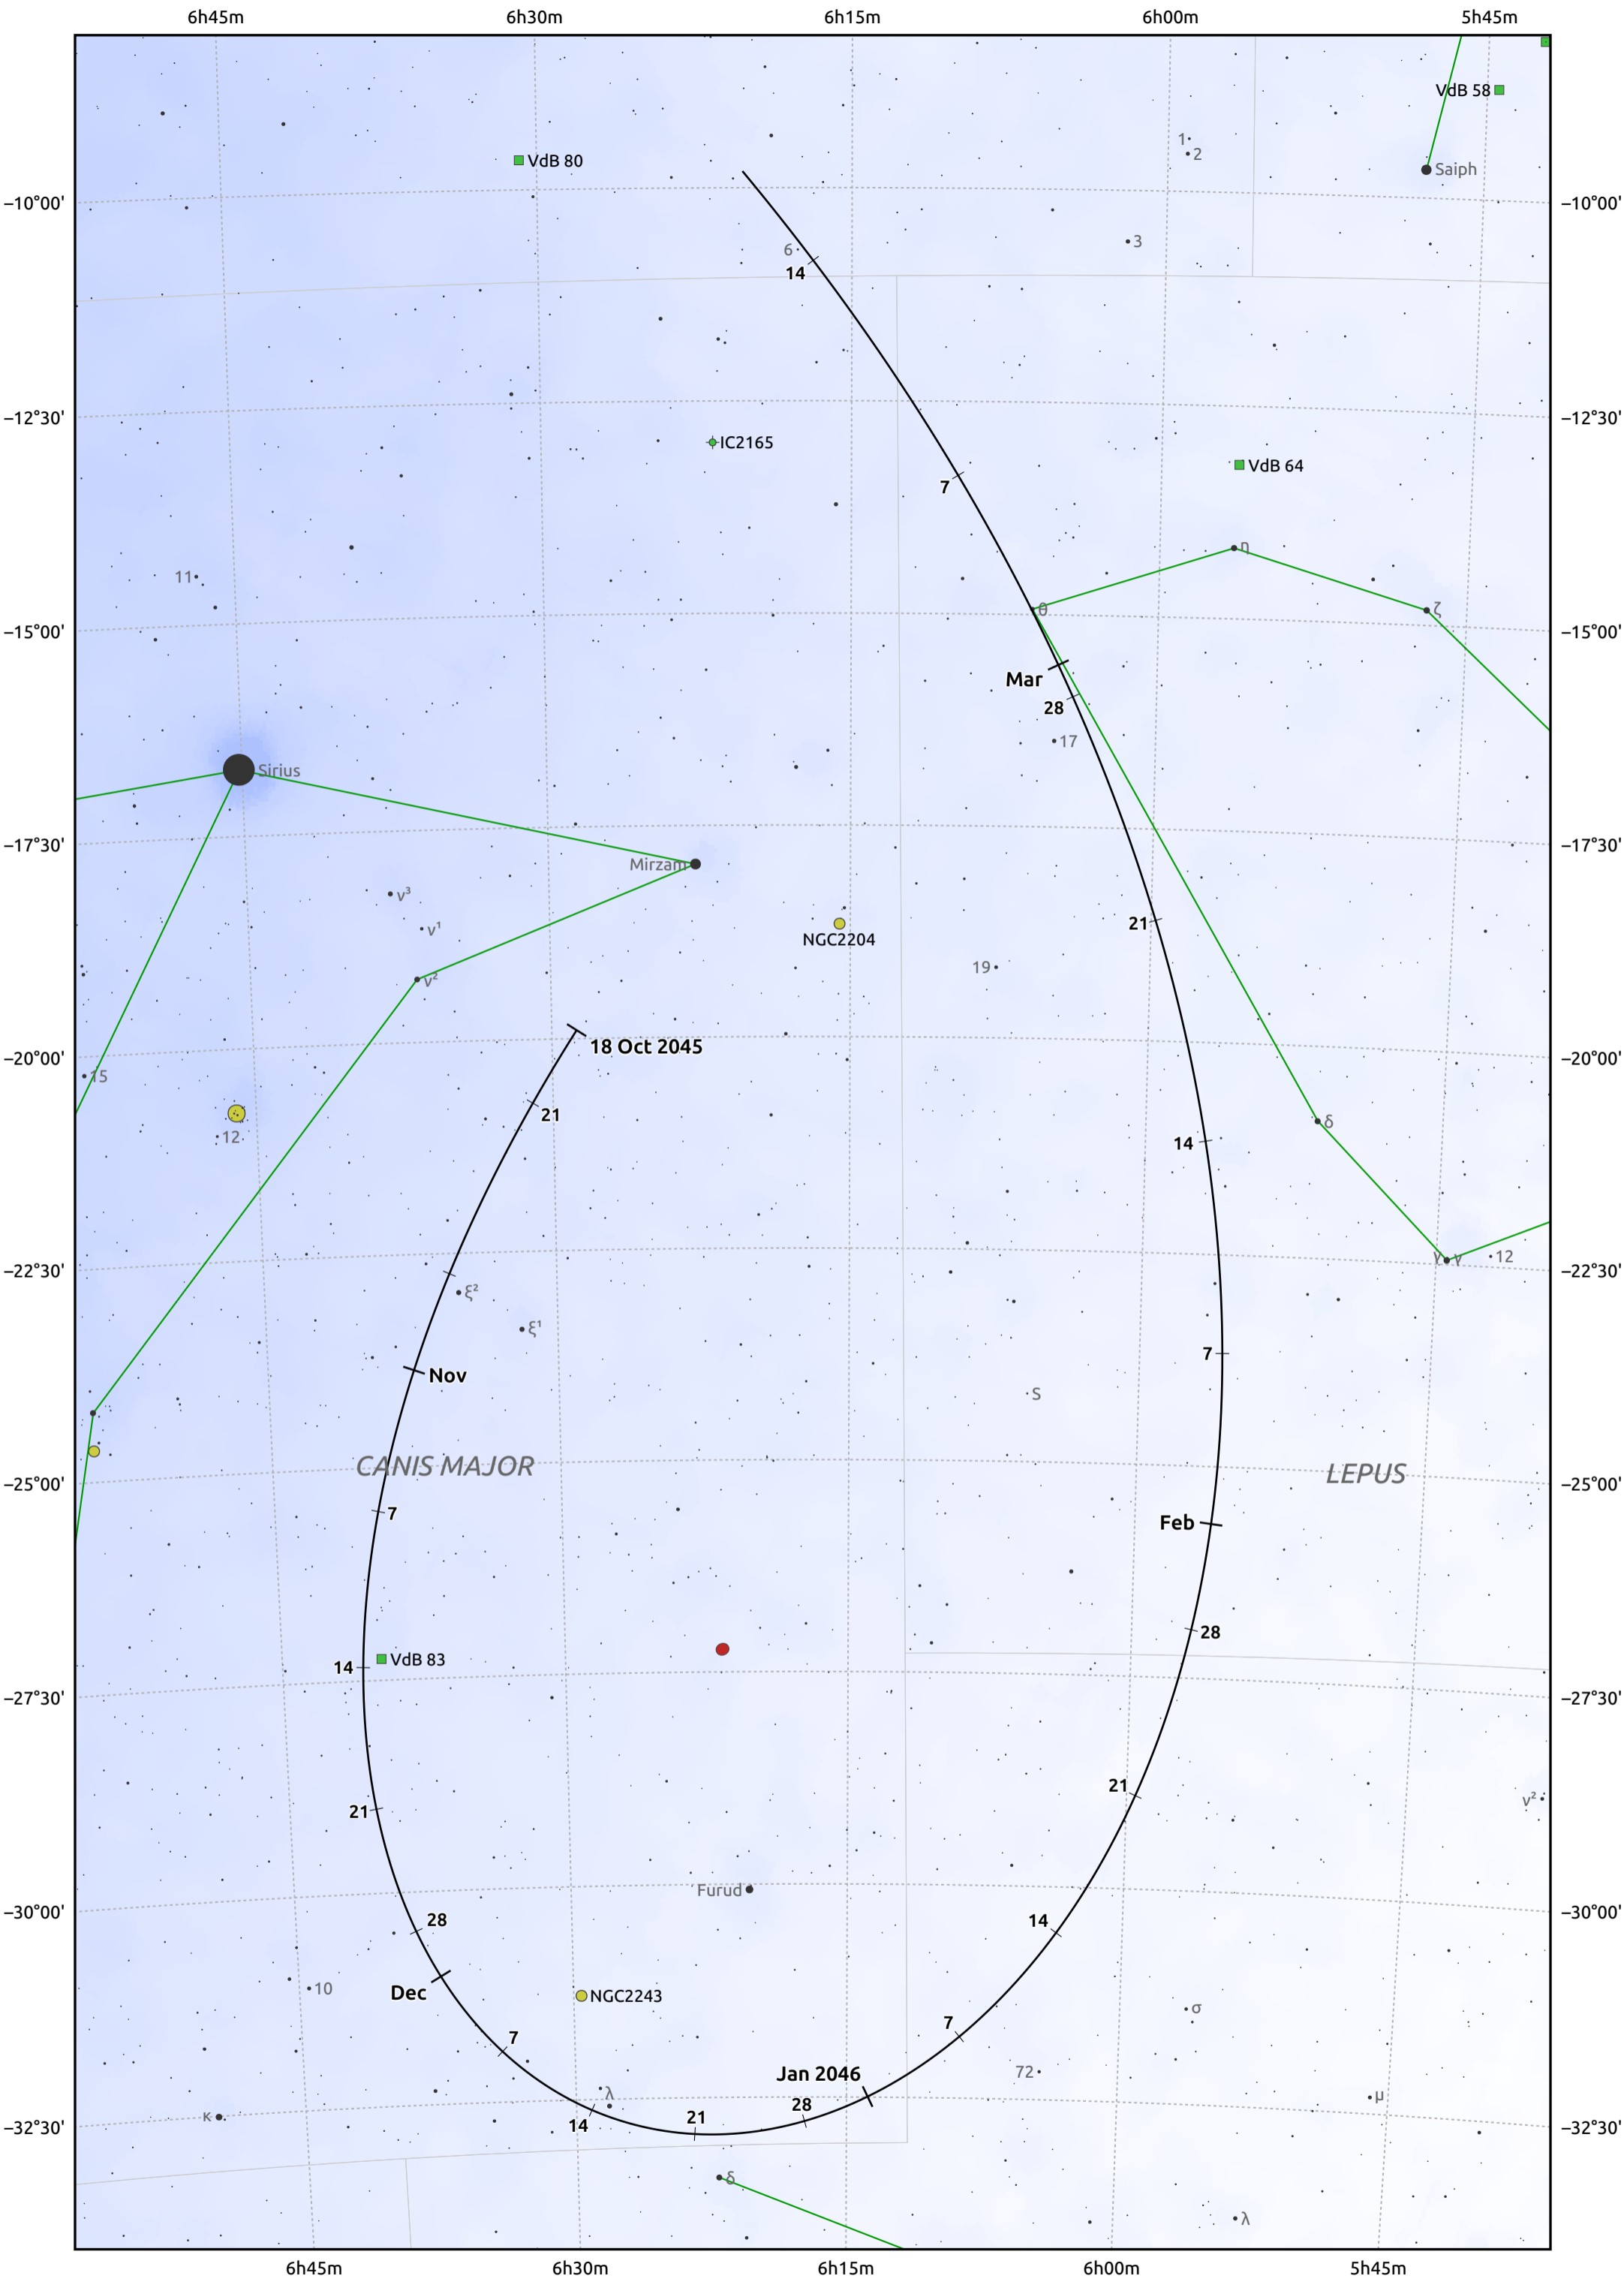 6h45m 6h30m 6h15m 6h00m 5h45m
VdB 58
1
2
VdB 80
Saiph
−10°00' −10°00'
3
6
14
−12°30' −12°30'
IC2165
VdB 64
7
η
11
θ
ζ
−15°00' −15°00'
Mar
28
17
Sirius
−17°30' −17°30'
Mirzam
ν³
21
ν¹
NGC2204
19
ν²
18 Oct 2045
−20°00' −20°00'
15
21
δ
12
14
γ γ
12
−22°30' −22°30'
ξ²
ξ¹
7
Nov
S
CANIS MAJOR
LEPUS
−25°00' −25°00'
7
Feb
28
VdB 83
14
−27°30' −27°30'
21
ν²
21
Furud
−30°00' −30°00'
28
14
10
Dec
NGC2243
σ
7
7
72
Jan 2046
λ
μ
28
κ
21
14
−32°30' −32°30'
δ
λ
6h45m 6h30m 6h15m 6h00m 5h45m